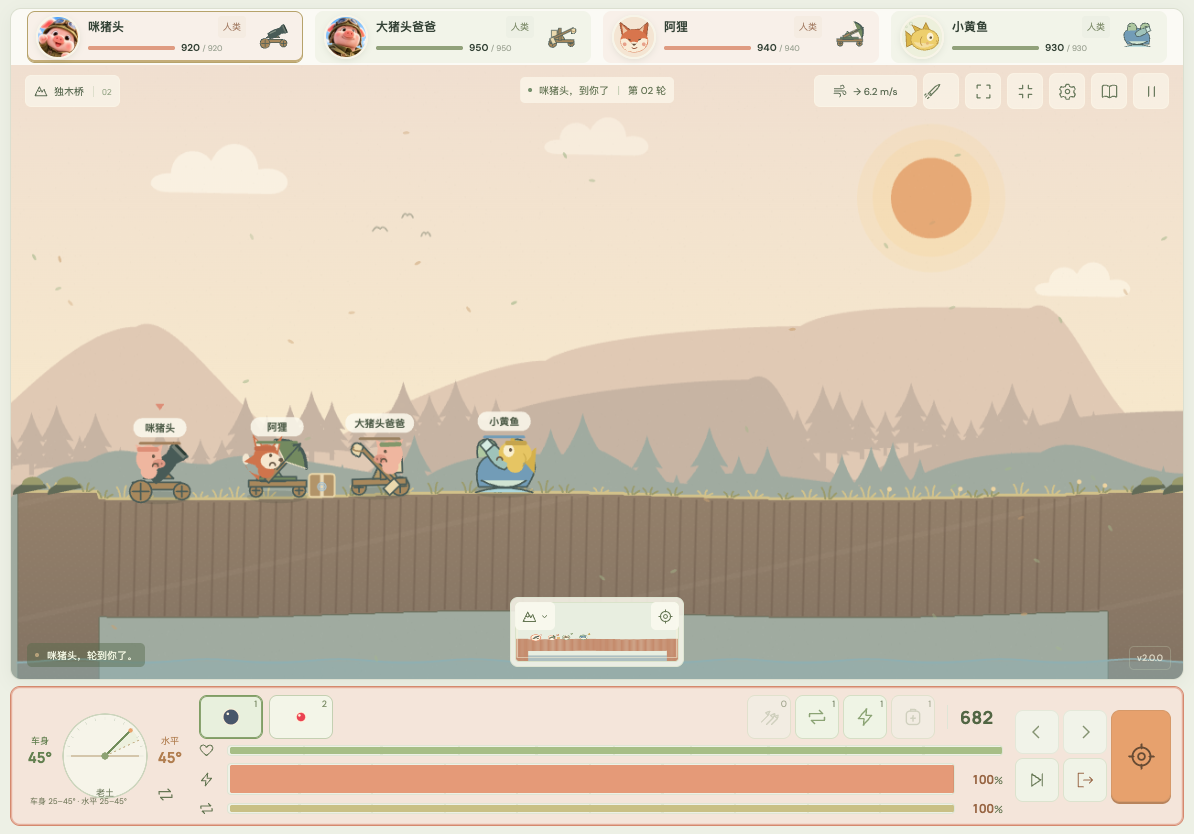 咪猪头 人类
920 / 920
大猪头爸爸 人类
950 / 950
阿狸 人类
940 / 940
小黄鱼 人类
930 / 930
独木桥 02
咪猪头，到你了 第 02 轮
→ 6.2 m/s
咪猪头
阿狸
大猪头爸爸
小黄鱼
咪猪头，轮到你了。
v2.0.0
1
2
0
1
1
1
682
车身
45°
水平
45°
老土
车身 25–45° · 水平 25–45°
100%
100%